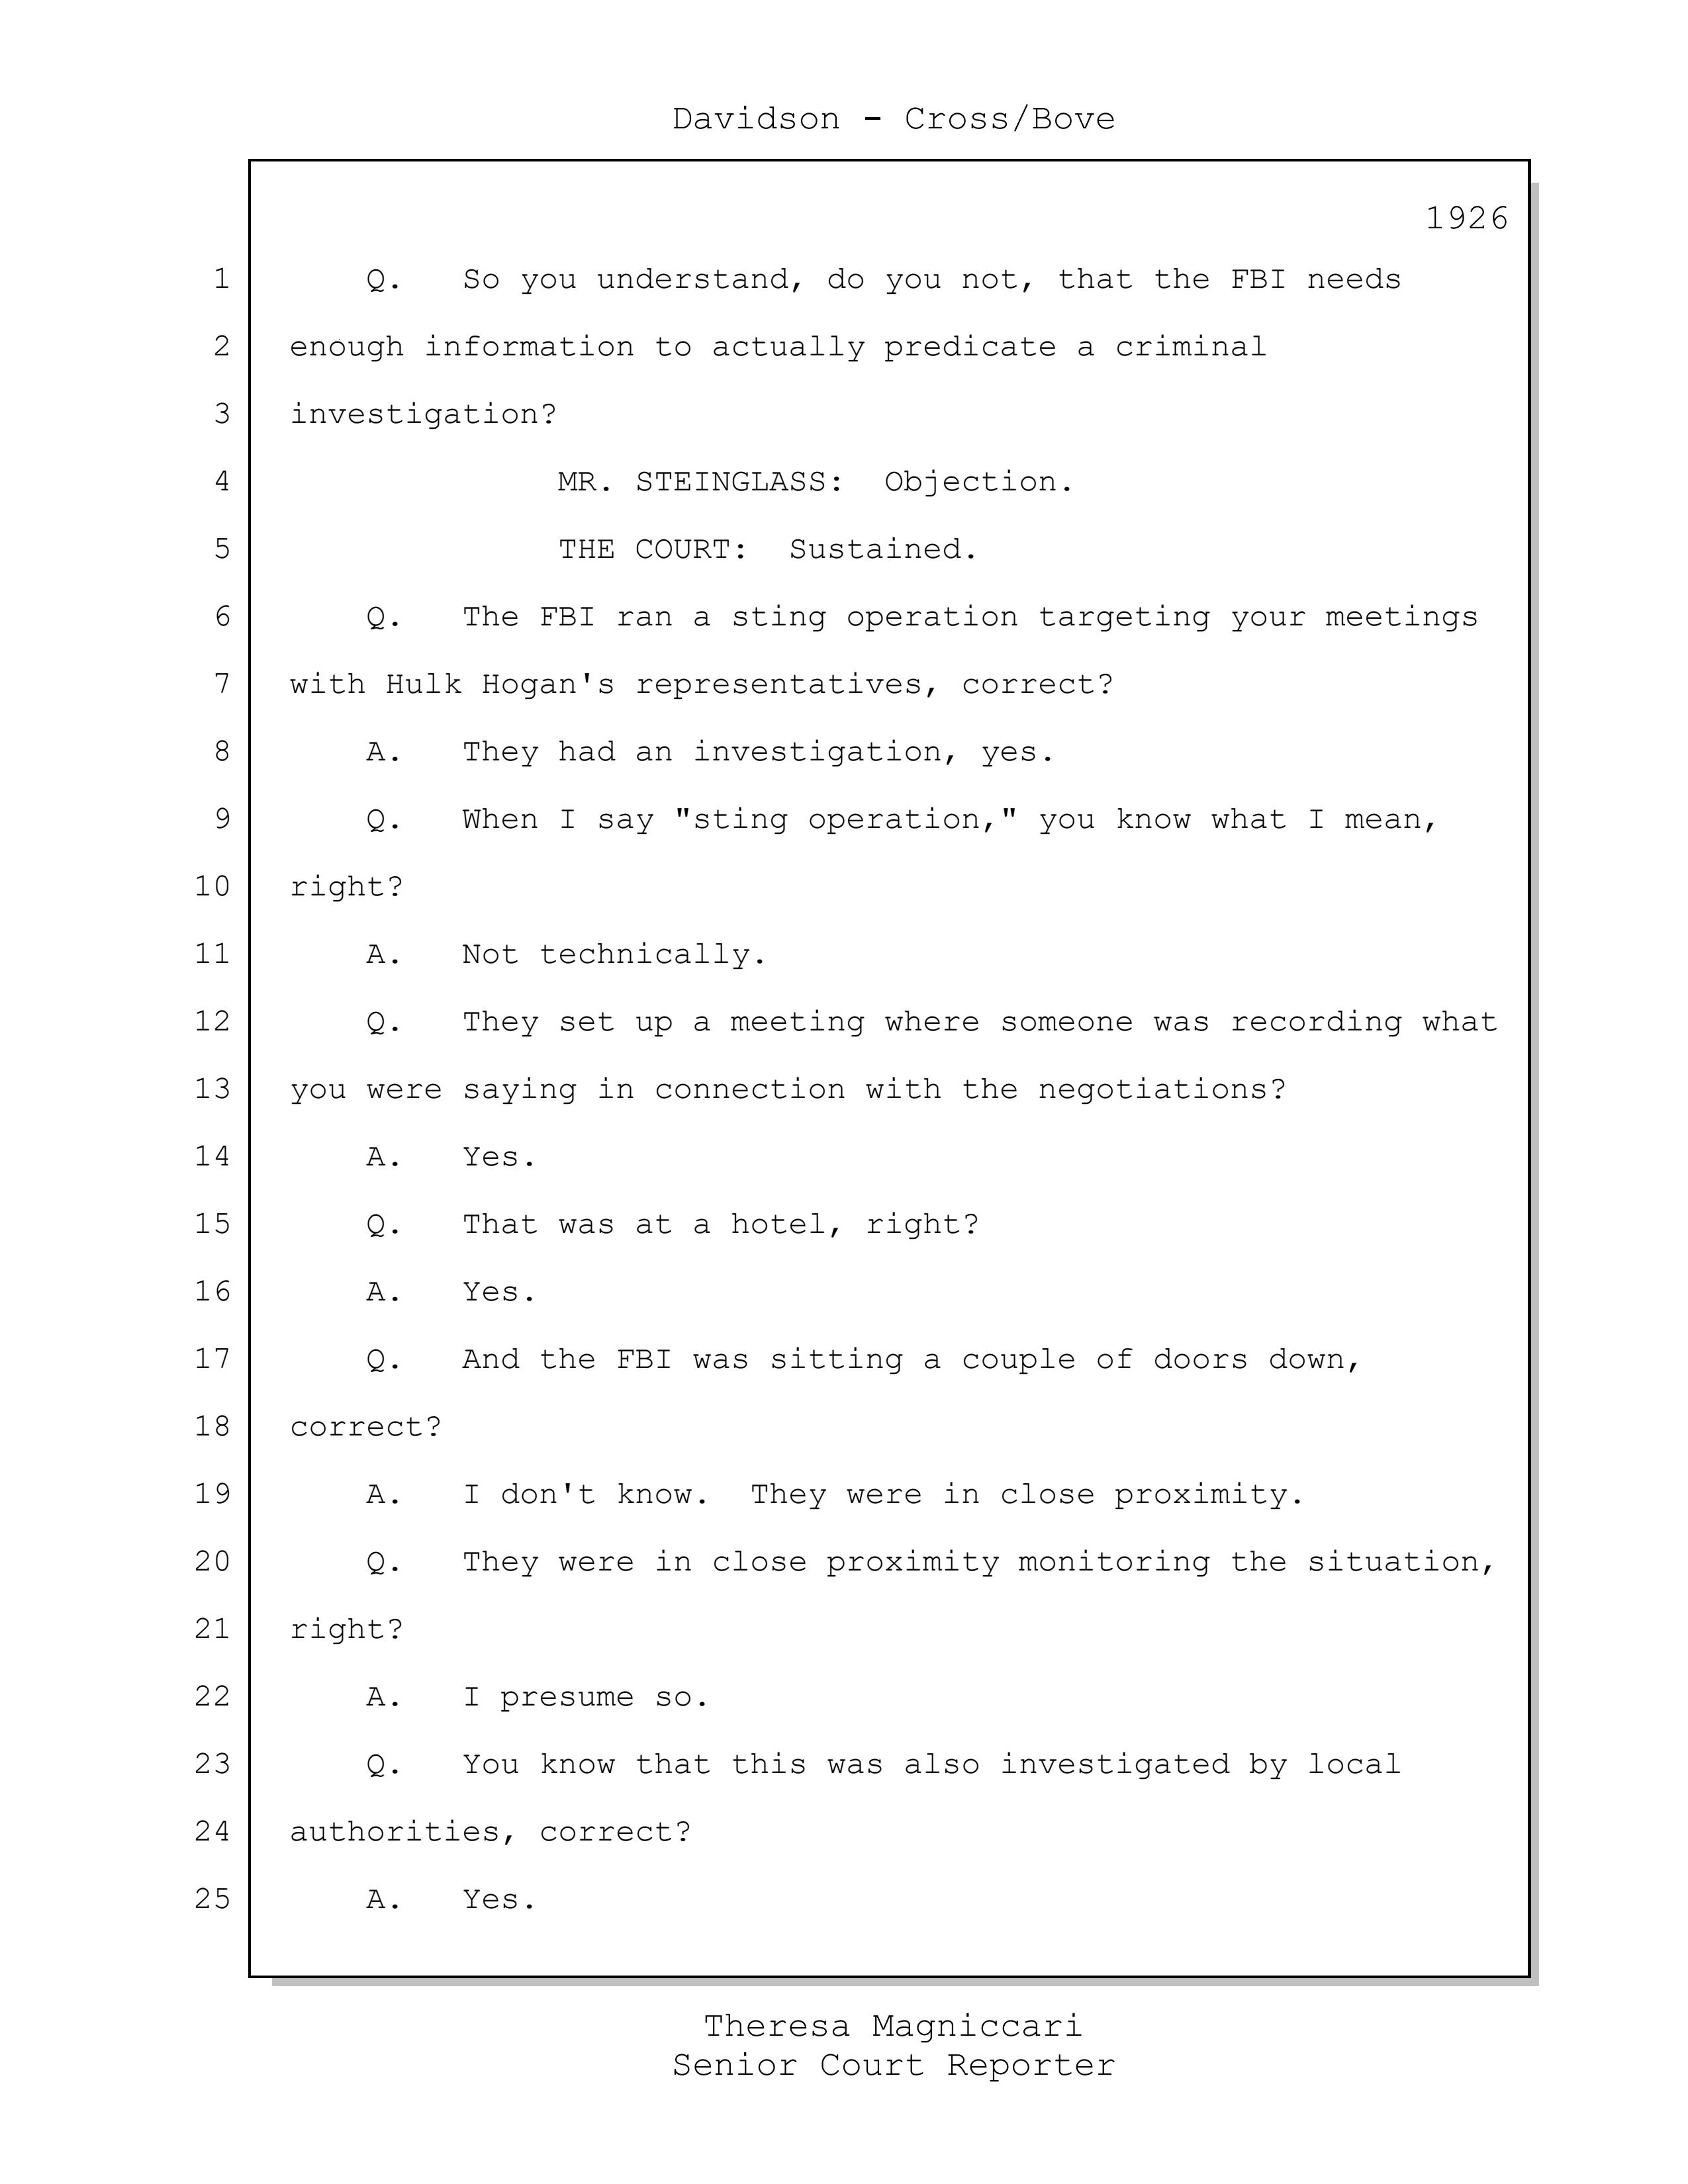 Davidson - Cross/Bove
1926
1 Q. So you understand, do you not, that the FBI needs
2 enough information to actually predicate a criminal
3 investigation?
4 MR. STEINGLASS: Objection.
5 THE COURT: Sustained.
6 Q. The FBI ran a sting operation targeting your meetings
7 with Hulk Hogan's representatives, correct?
8 A. They had an investigation, yes.
9 Q. When I say "sting operation," you know what I mean,
10 right?
11 A. Not technically.
12 Q. They set up a meeting where someone was recording what
13 you were saying in connection with the negotiations?
14 A. Yes.
15 Q. That was at a hotel, right?
16 A. Yes.
17 Q. And the FBI was sitting a couple of doors down,
18 correct?
19 A. I don't know. They were in close proximity.
20 Q. They were in close proximity monitoring the situation,
21 right?
22 A. I presume so.
23 Q. You know that this was also investigated by local
24 authorities, correct?
25 A. Yes.
Theresa Magniccari
Senior Court Reporter